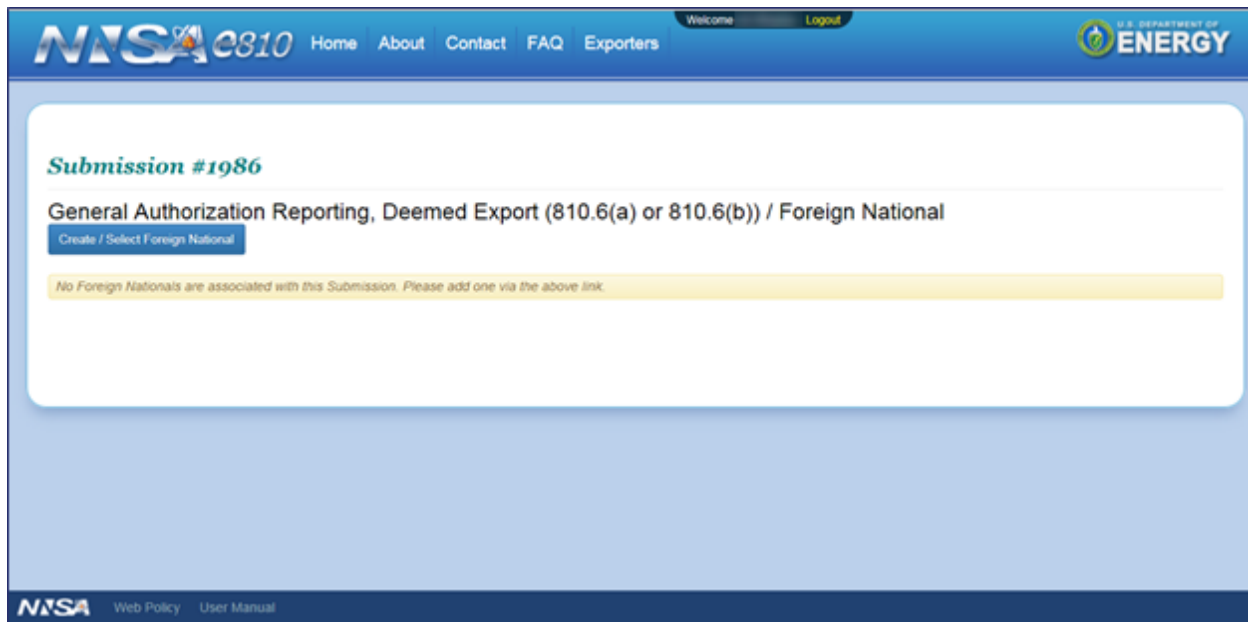 Welcome Logout
NNSA e810 Home About Contact FAQ Exporters
U.S. DEPARTMENT OF
ENERGY
Submission #1986
General Authorization Reporting, Deemed Export (810.6(a) or 810.6(b)) / Foreign National
Create / Select Foreign National
No Foreign Nationals are associated with this Submission. Please add one via the above link.
NNSA Web Policy User Manual